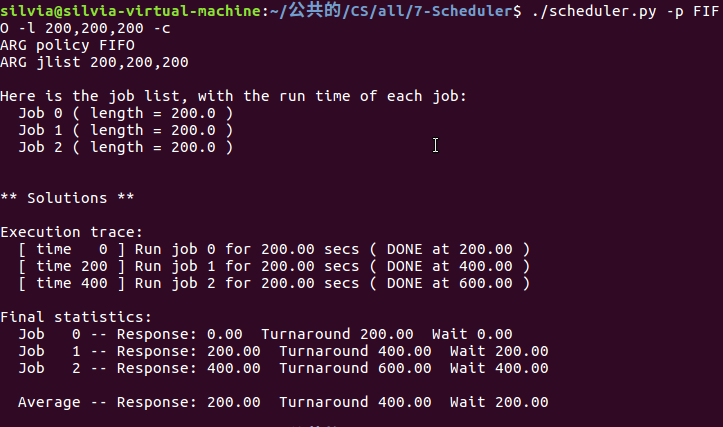 silvia@silvia-virtual-machine:~/公共的/CS/all/7-Scheduler$ ./scheduler.py -p FIF
O -l 200,200,200 -c
ARG policy FIFO
ARG jlist 200,200,200
Here is the job list, with the run time of each job:
Job 0 ( length = 200.0 )
Job 1 ( length = 200.0 )
Job 2 ( length = 200.0 )
** Solutions **
Execution trace:
[ time   0 ] Run job 0 for 200.00 secs ( DONE at 200.00 )
[ time 200 ] Run job 1 for 200.00 secs ( DONE at 400.00 )
[ time 400 ] Run job 2 for 200.00 secs ( DONE at 600.00 )
Final statistics:
Job   0 -- Response: 0.00  Turnaround 200.00  Wait 0.00
Job   1 -- Response: 200.00  Turnaround 400.00  Wait 200.00
Job   2 -- Response: 400.00  Turnaround 600.00  Wait 400.00
Average -- Response: 200.00  Turnaround 400.00  Wait 200.00